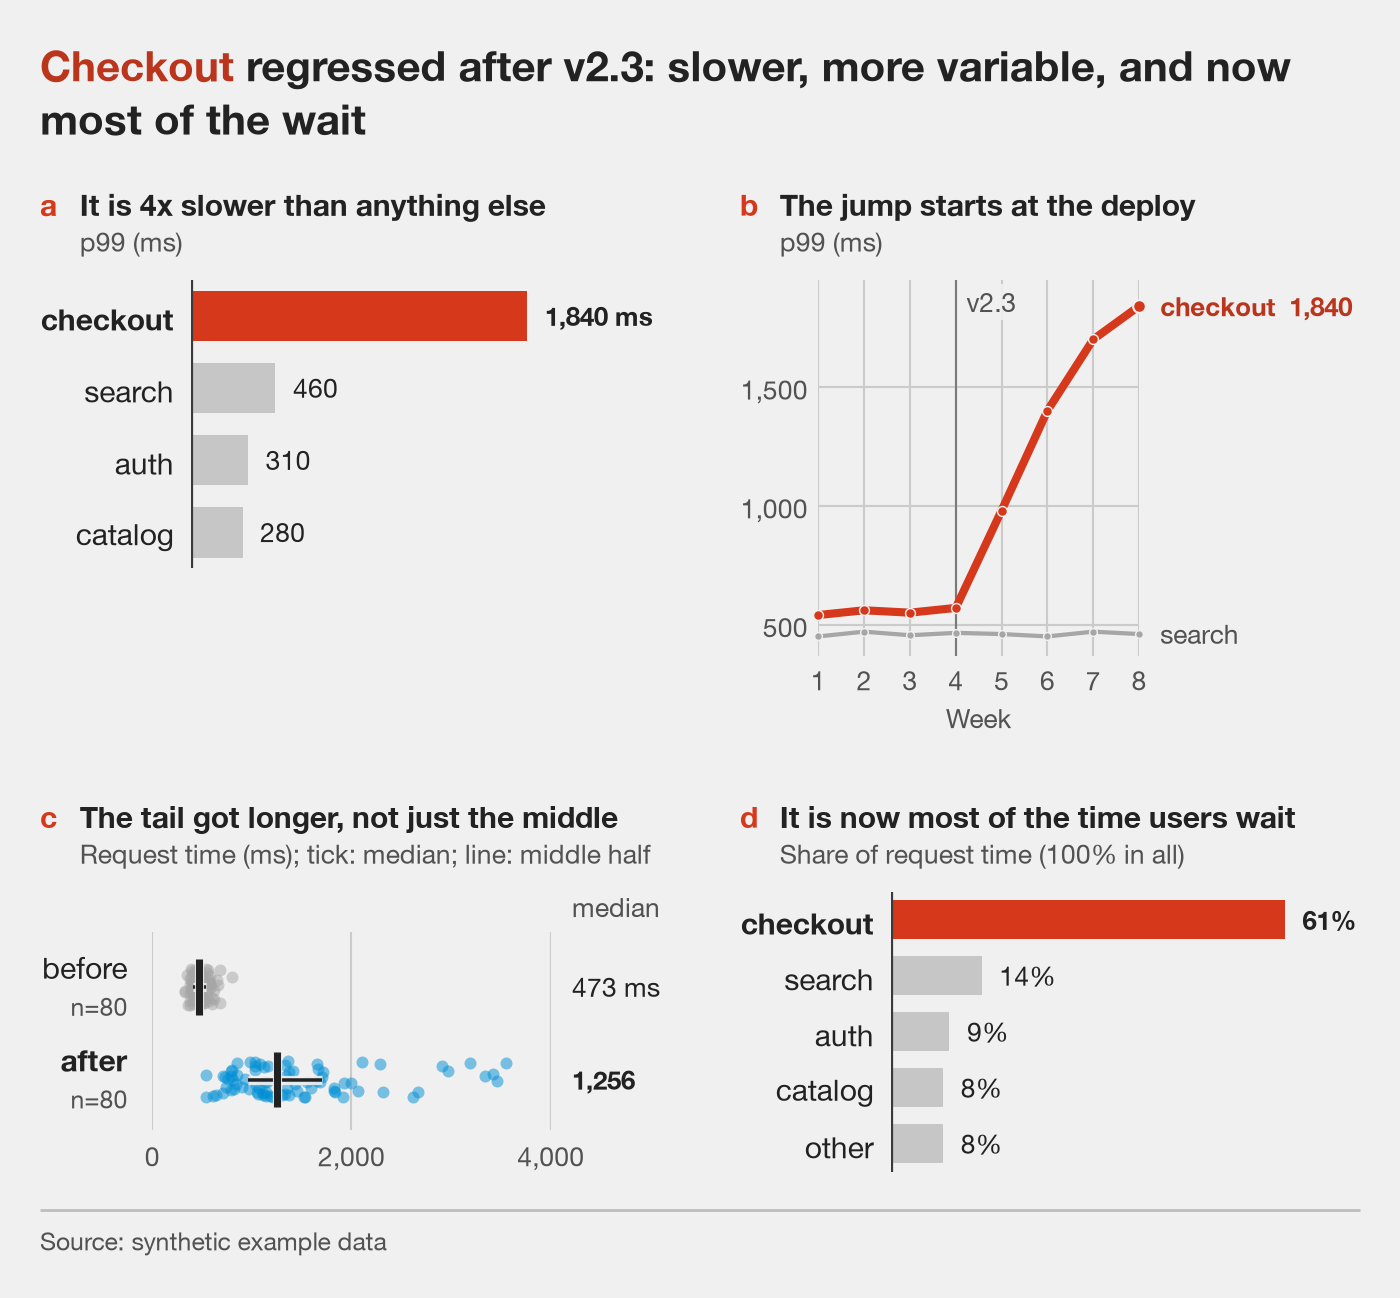 Checkout regressed after v2.3: slower, more variable, and now
most of the wait
a It is 4x slower than anything else
p99 (ms)
checkout 1,840 ms
search 460
auth 310
catalog 280
b The jump starts at the deploy
p99 (ms)
v2.3
checkout 1,840
1,500
1,000
500
search
1 2 3 4 5 6 7 8
Week
c The tail got longer, not just the middle
Request time (ms); tick: median; line: middle half
median
before
n=80
473 ms
after
n=80
1,256
0 2,000 4,000
d It is now most of the time users wait
Share of request time (100% in all)
checkout 61%
search 14%
auth 9%
catalog 8%
other 8%
Source: synthetic example data